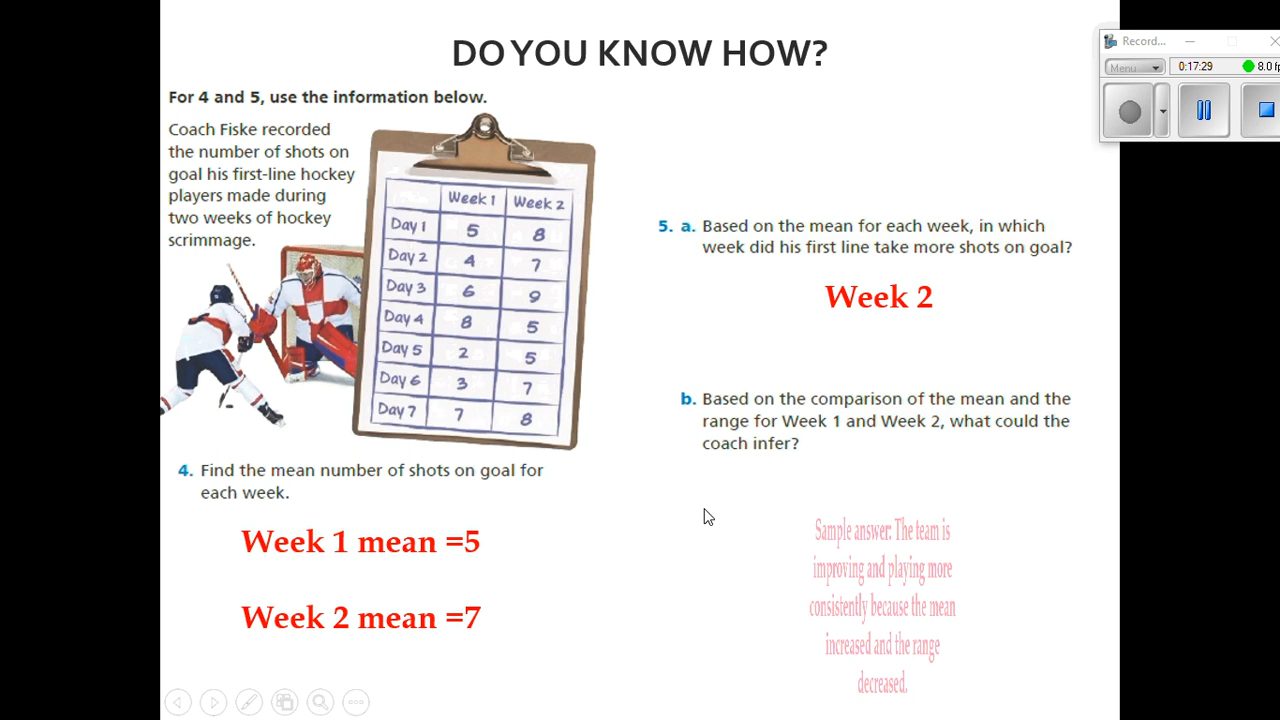 DO YOU KNOW HOW?
Record...
Menu
0:17:29
8.0 fp
For 4 and 5, use the information below.
Coach Fiske recorded
the number of shots on
goal his first-line hockey
players made during
two weeks of hockey
scrimmage.
Week 1 Week 2
Day 1 5 8
Day 2 4 7
Day 3 6 9
Day 4 8 5
Day 5 2 5
Day 6 3 7
Day 7 7 8
4. Find the mean number of shots on goal for
each week.
Week 1 mean =5
Week 2 mean =7
5. a. Based on the mean for each week, in which
week did his first line take more shots on goal?
Week 2
b. Based on the comparison of the mean and the
range for Week 1 and Week 2, what could the
coach infer?
Sample answer: The team is
improving and playing more
consistently because the mean
increased and the range
decreased.